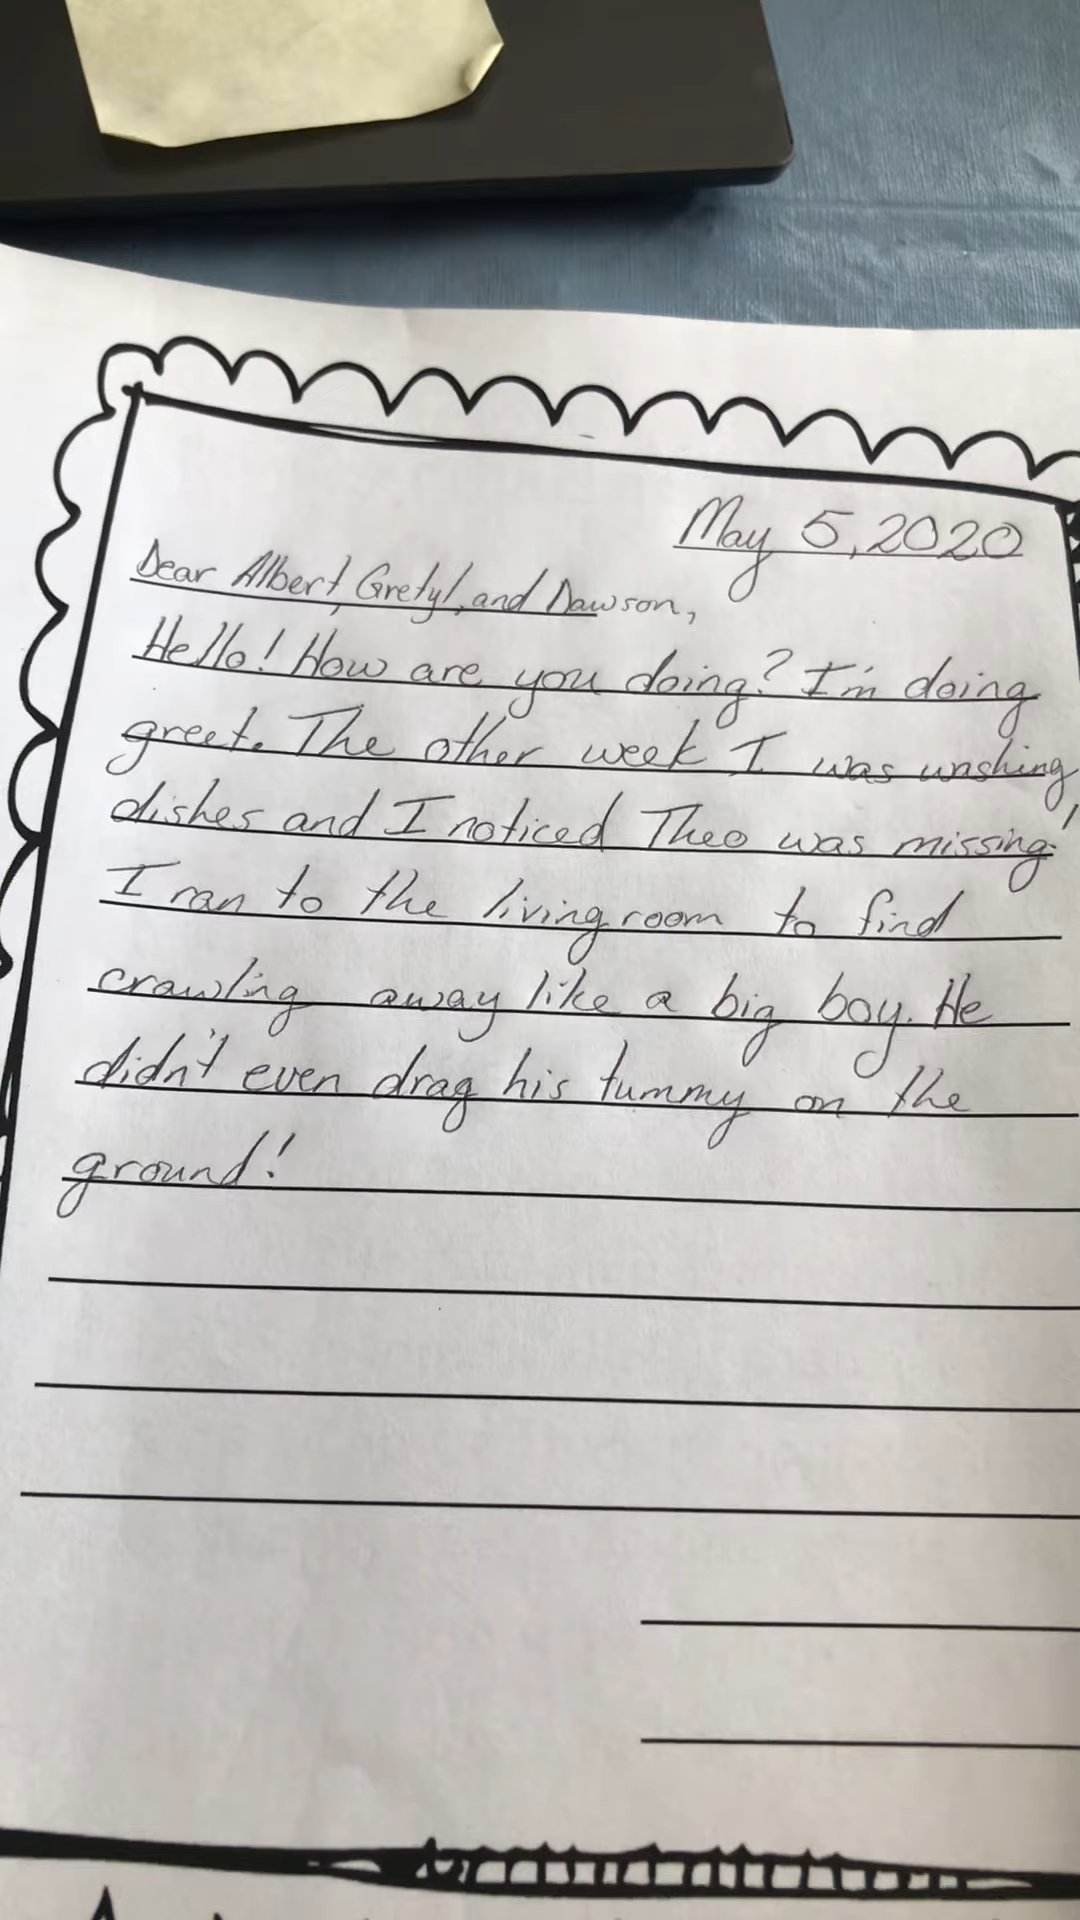 May 5, 2020
Dear Albert, Gretyl, and Dawson,
Hello! How are you doing? I'm doing
greet. The other week I was washing
dishes and I noticed Theo was missing.
I ran to the living room to find
crawling away like a big boy. He
didn't even drag his tummy on the
ground!